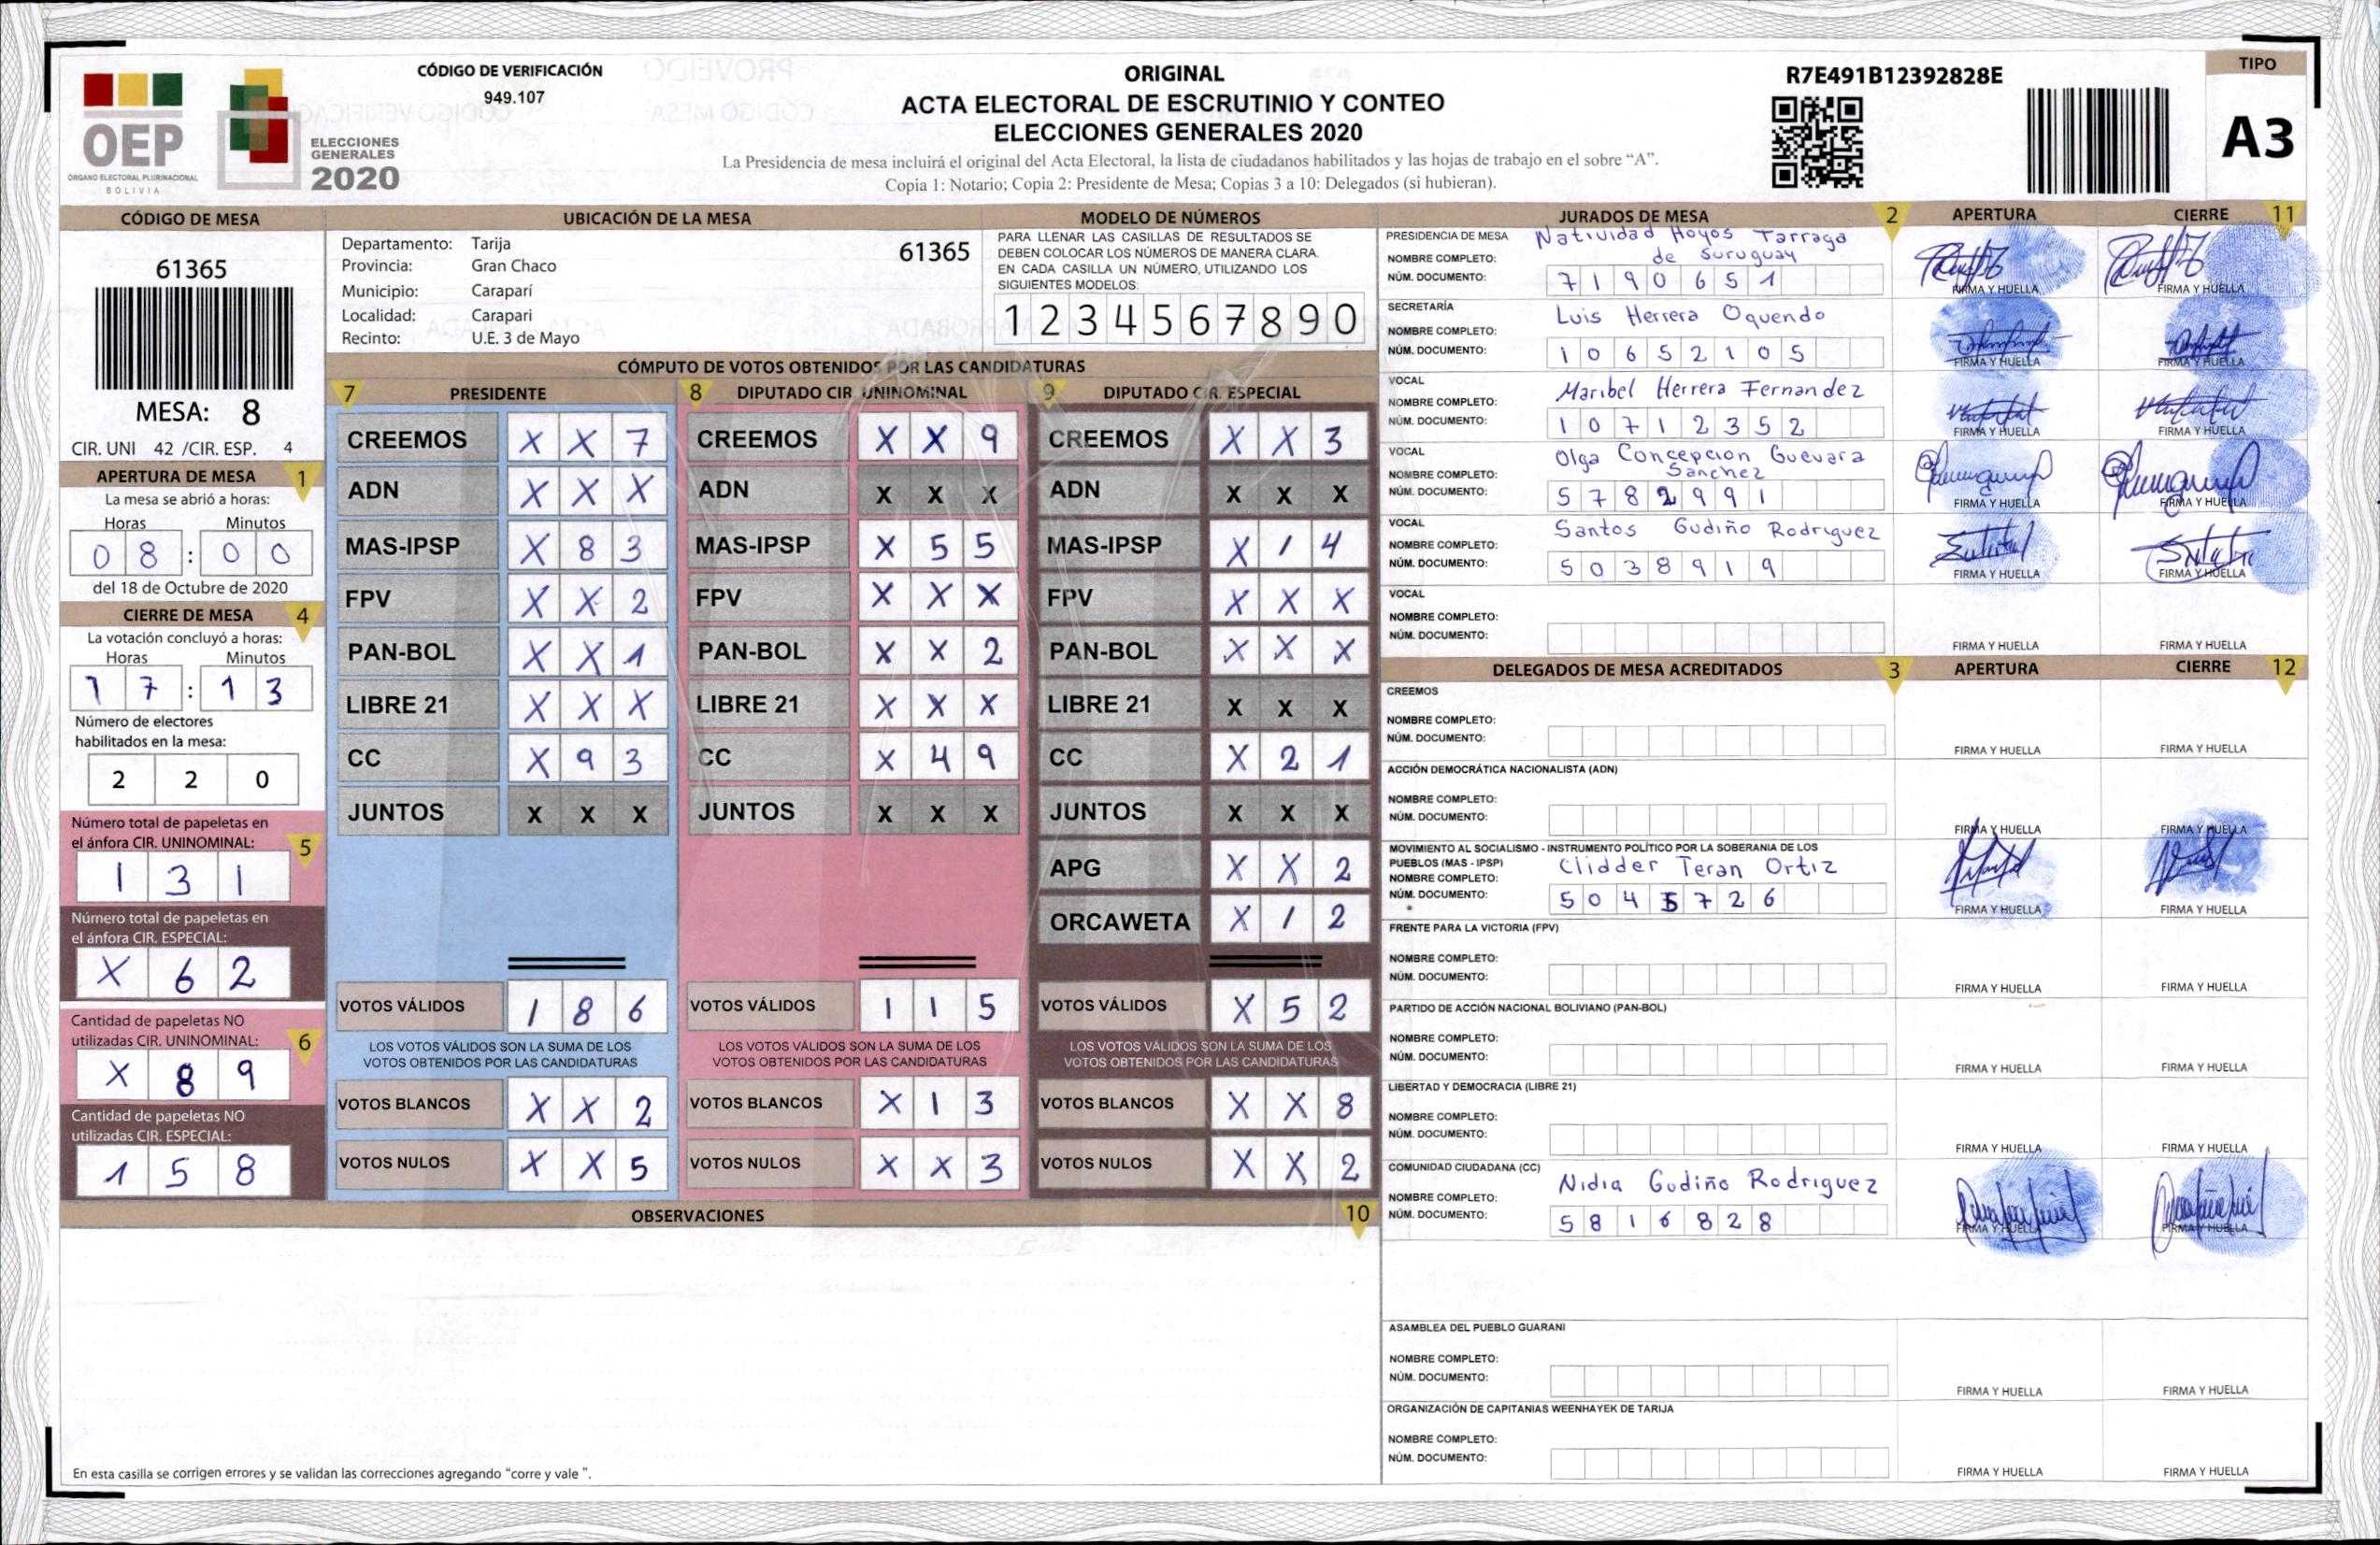 OEP
ÓRGANO ELECTORAL PLURINACIONAL
BOLIVIA
ELECCIONES
GENERALES
2020
CÓDIGO DE VERIFICACIÓN
949.107
ORIGINAL
ACTA ELECTORAL DE ESCRUTINIO Y CONTEO
ELECCIONES GENERALES 2020
La Presidencia de mesa incluirá el original del Acta Electoral, la lista de ciudadanos habilitados y las hojas de trabajo en el sobre “A”.
Copia 1: Notario; Copia 2: Presidente de Mesa; Copias 3 a 10: Delegados (si hubieran).
R7E491B12392828E
TIPO
A3
CÓDIGO DE MESA
61365
MESA: 8
CIR. UNI 42 /CIR. ESP. 4
APERTURA DE MESA 1
La mesa se abrió a horas:
Horas Minutos
0 8 : 0 0
del 18 de Octubre de 2020
CIERRE DE MESA 4
La votación concluyó a horas:
Horas Minutos
1 7 : 1 3
Número de electores
habilitados en la mesa:
2 2 0
Número total de papeletas en
el ánfora CIR. UNINOMINAL: 5
1 3 1
Número total de papeletas en
el ánfora CIR. ESPECIAL:
X 6 2
Cantidad de papeletas NO
utilizadas CIR. UNINOMINAL: 6
X 8 9
Cantidad de papeletas NO
utilizadas CIR. ESPECIAL:
1 5 8
UBICACIÓN DE LA MESA
Departamento: Tarija 61365
Provincia: Gran Chaco
Municipio: Caraparí
Localidad: Carapari
Recinto: U.E. 3 de Mayo
MODELO DE NÚMEROS
PARA LLENAR LAS CASILLAS DE RESULTADOS SE
DEBEN COLOCAR LOS NÚMEROS DE MANERA CLARA.
EN CADA CASILLA UN NÚMERO, UTILIZANDO LOS
SIGUIENTES MODELOS:
1 2 3 4 5 6 7 8 9 0
CÓMPUTO DE VOTOS OBTENIDOS POR LAS CANDIDATURAS
7 PRESIDENTE
CREEMOS X X 7
ADN X X X
MAS-IPSP X 8 3
FPV X X 2
PAN-BOL X X 1
LIBRE 21 X X X
CC X 9 3
JUNTOS X X X
VOTOS VÁLIDOS 1 8 6
LOS VOTOS VÁLIDOS SON LA SUMA DE LOS
VOTOS OBTENIDOS POR LAS CANDIDATURAS
VOTOS BLANCOS X X 2
VOTOS NULOS X X 5
8 DIPUTADO CIR. UNINOMINAL
CREEMOS X X 9
ADN X X X
MAS-IPSP X 5 5
FPV X X X
PAN-BOL X X 2
LIBRE 21 X X X
CC X 4 9
JUNTOS X X X
VOTOS VÁLIDOS 1 1 5
LOS VOTOS VÁLIDOS SON LA SUMA DE LOS
VOTOS OBTENIDOS POR LAS CANDIDATURAS
VOTOS BLANCOS X 1 3
VOTOS NULOS X X 3
9 DIPUTADO CIR. ESPECIAL
CREEMOS X X 3
ADN X X X
MAS-IPSP X 1 4
FPV X X X
PAN-BOL X X X
LIBRE 21 X X X
CC X 2 1
JUNTOS X X X
APG X X 2
ORCAWETA X 1 2
VOTOS VÁLIDOS X 5 2
LOS VOTOS VÁLIDOS SON LA SUMA DE LOS
VOTOS OBTENIDOS POR LAS CANDIDATURAS
VOTOS BLANCOS X X 8
VOTOS NULOS X X 2
OBSERVACIONES 10
En esta casilla se corrigen errores y se validan las correcciones agregando “corre y vale ”.
JURADOS DE MESA 2 APERTURA CIERRE 11
PRESIDENCIA DE MESA Natividad Hoyos Tarraga
NOMBRE COMPLETO: de Suruguay
NÚM. DOCUMENTO: 7 1 9 0 6 5 1
FIRMA Y HUELLA FIRMA Y HUELLA
SECRETARÍA
NOMBRE COMPLETO: Luis Herrera Oquendo
NÚM. DOCUMENTO: 1 0 6 5 2 1 0 5
FIRMA Y HUELLA FIRMA Y HUELLA
VOCAL
NOMBRE COMPLETO: Maribel Herrera Fernandez
NÚM. DOCUMENTO: 1 0 7 1 2 3 5 2
FIRMA Y HUELLA FIRMA Y HUELLA
VOCAL Olga Concepcion Guevara
NOMBRE COMPLETO: Sanchez
NÚM. DOCUMENTO: 5 7 8 2 9 9 1
FIRMA Y HUELLA FIRMA Y HUELLA
VOCAL
NOMBRE COMPLETO: Santos Gudiño Rodriguez
NÚM. DOCUMENTO: 5 0 3 8 9 1 9
FIRMA Y HUELLA FIRMA Y HUELLA
VOCAL
NOMBRE COMPLETO:
NÚM. DOCUMENTO:
FIRMA Y HUELLA FIRMA Y HUELLA
DELEGADOS DE MESA ACREDITADOS 3 APERTURA CIERRE 12
CREEMOS
NOMBRE COMPLETO:
NÚM. DOCUMENTO:
FIRMA Y HUELLA FIRMA Y HUELLA
ACCIÓN DEMOCRÁTICA NACIONALISTA (ADN)
NOMBRE COMPLETO:
NÚM. DOCUMENTO:
FIRMA Y HUELLA FIRMA Y HUELLA
MOVIMIENTO AL SOCIALISMO - INSTRUMENTO POLÍTICO POR LA SOBERANIA DE LOS
PUEBLOS (MAS - IPSP)
NOMBRE COMPLETO: Clidder Teran Ortiz
NÚM. DOCUMENTO: 5 0 4 5 7 2 6
FIRMA Y HUELLA FIRMA Y HUELLA
FRENTE PARA LA VICTORIA (FPV)
NOMBRE COMPLETO:
NÚM. DOCUMENTO:
FIRMA Y HUELLA FIRMA Y HUELLA
PARTIDO DE ACCIÓN NACIONAL BOLIVIANO (PAN-BOL)
NOMBRE COMPLETO:
NÚM. DOCUMENTO:
FIRMA Y HUELLA FIRMA Y HUELLA
LIBERTAD Y DEMOCRACIA (LIBRE 21)
NOMBRE COMPLETO:
NÚM. DOCUMENTO:
FIRMA Y HUELLA FIRMA Y HUELLA
COMUNIDAD CIUDADANA (CC)
NOMBRE COMPLETO: Nidia Gudiño Rodriguez
NÚM. DOCUMENTO: 5 8 1 6 8 2 8
FIRMA Y HUELLA FIRMA Y HUELLA
ASAMBLEA DEL PUEBLO GUARANI
NOMBRE COMPLETO:
NÚM. DOCUMENTO:
FIRMA Y HUELLA FIRMA Y HUELLA
ORGANIZACIÓN DE CAPITANIAS WEENHAYEK DE TARIJA
NOMBRE COMPLETO:
NÚM. DOCUMENTO:
FIRMA Y HUELLA FIRMA Y HUELLA